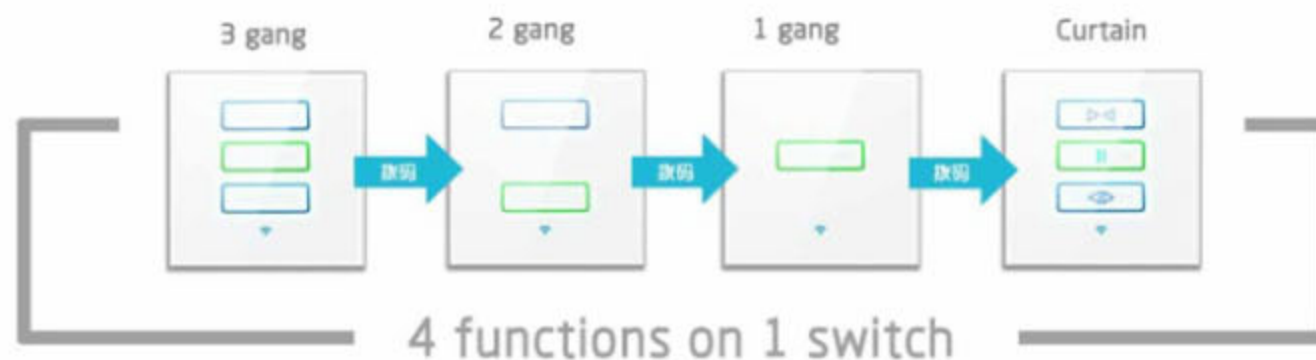 3 gang
2 gang
1 gang
Curtain
4 functions on 1 switch